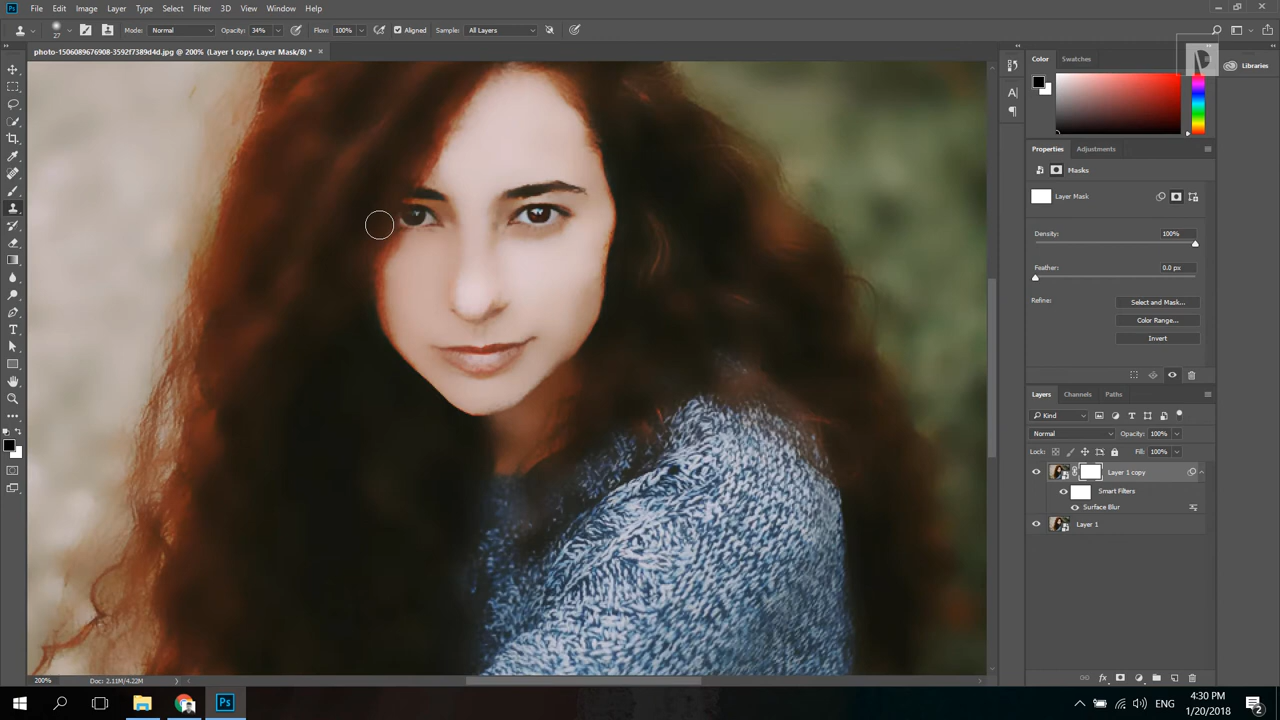 Ps File Edit Image Layer Type Select Filter 3D View Window Help
27 Mode: Normal Opacity: 34% Flow: 100% Aligned Sample: All Layers
photo-1506089676908-3592f7389d4d.jpg @ 200% (Layer 1 copy, Layer Mask/8) * ×
Color Swatches
Libraries
Properties Adjustments
Masks
Layer Mask
Density: 100%
Feather: 0.0 px
Refine: Select and Mask...
Color Range...
Invert
Layers Channels Paths
Kind
Normal Opacity: 100%
Lock: Fill: 100%
Layer 1 copy
Smart Filters
Surface Blur
Layer 1
200% Doc: 2.11M/4.22M
Ps ENG 4:30 PM
1/20/2018
2